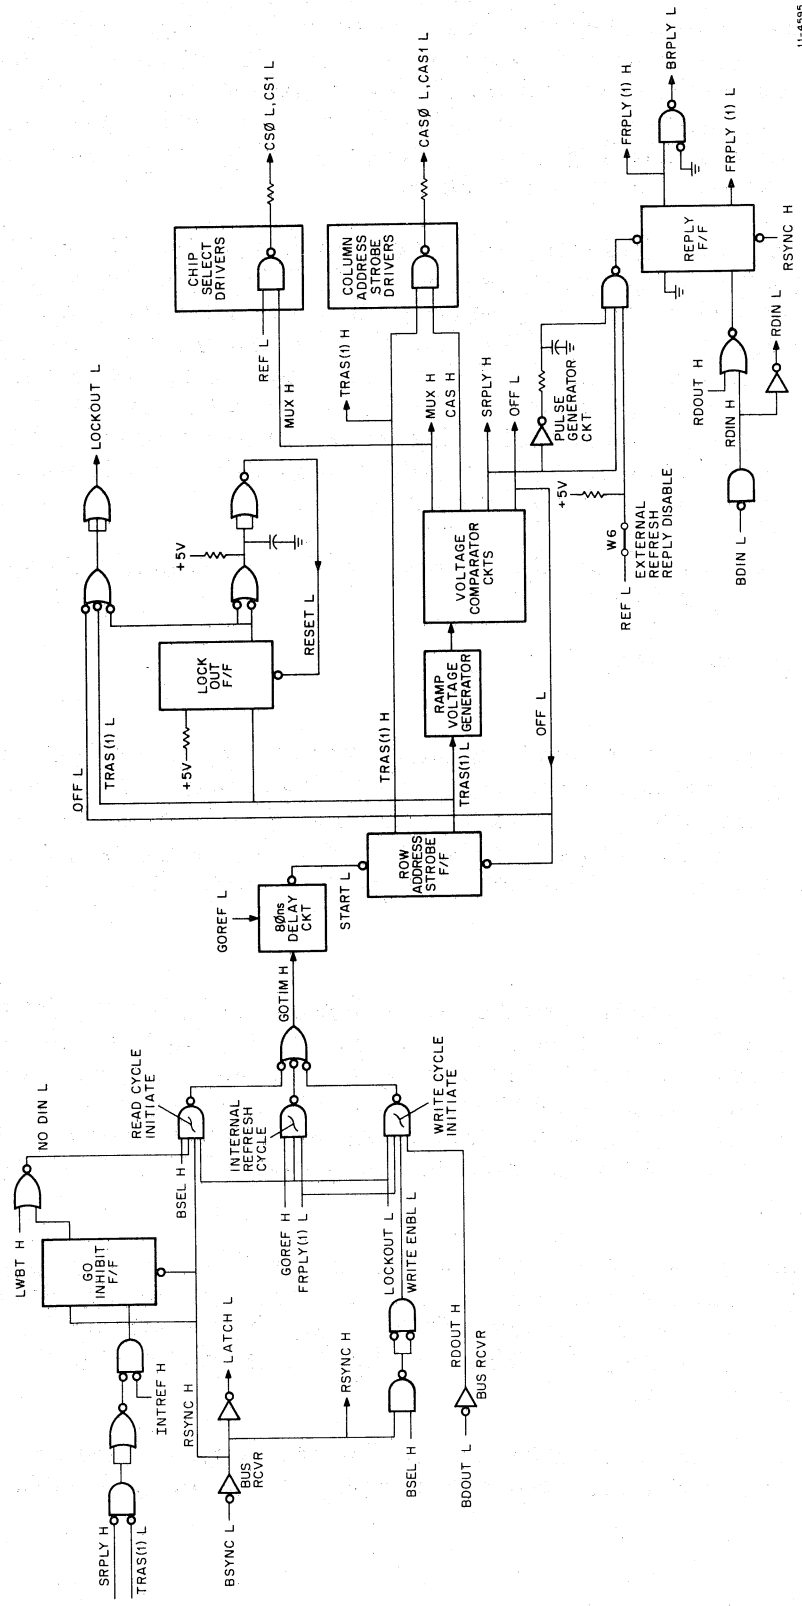 SRPLY H
TRAS(1) L
INTREF H
LWBT H
GO
INHIBIT
F/F
NO DIN L
RSYNC H
BSYNC L
BUS
RCVR
LATCH L
RSYNC H
BSEL H
BDOUT L
BUS RCVR
RDOUT H
WRITE ENBL L
LOCKOUT L
GOREF H
FRPLY(1) L
BSEL H
READ CYCLE
INITIATE
INTERNAL
REFRESH
CYCLE
WRITE CYCLE
INITIATE
GOTIM H
GOREF L
80ns
DELAY
CKT
START L
ROW
ADDRESS
STROBE
F/F
OFF L
TRAS(1) L
+5V
LOCK
OUT
F/F
RESET L
+5V
LOCKOUT L
TRAS(1) H
TRAS(1) L
RAMP
VOLTAGE
GENERATOR
VOLTAGE
COMPARATOR
CKTS
OFF L
MUX H
REF L
CHIP
SELECT
DRIVERS
CSØ L,CS1 L
TRAS(1) H
COLUMN
ADDRESS
STROBE
DRIVERS
CASØ L,CAS1 L
MUX H
CAS H
SRPLY H
OFF L
PULSE
GENERATOR
CKT
+5V
REF L
W6
EXTERNAL
REFRESH
REPLY DISABLE
BDIN L
RDIN H
RDOUT H
RDIN L
REPLY
F/F
RSYNC H
FRPLY (1) H
BRPLY L
FRPLY (1) L
11-4595